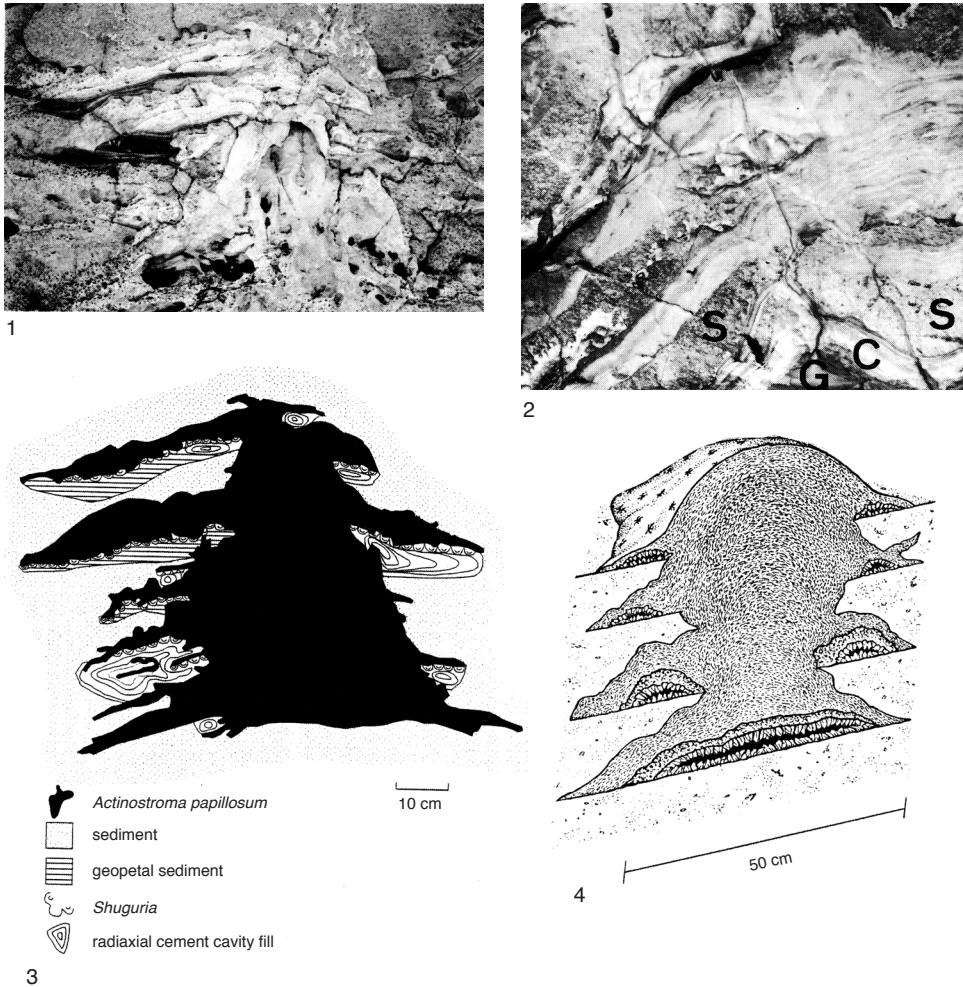 1
S
S
C
G
2
Actinostroma papillosum
sediment
geopetal sediment
Shuguria
radiaxial cement cavity fill
10 cm
3
50 cm
4